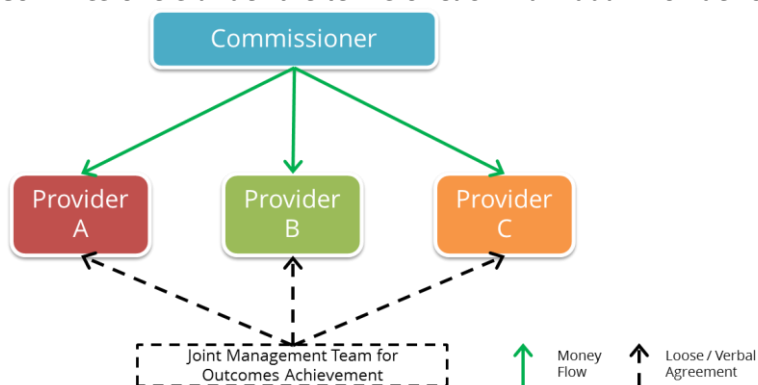 Commissioner
Provider
A
Provider
B
Provider
C
Joint Management Team for
Outcomes Achievement
Money
Flow
Loose / Verbal
Agreement